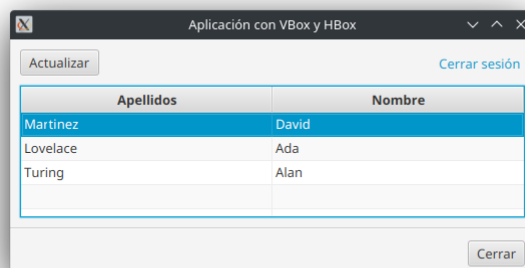 Aplicación con VBox y HBox
Actualizar Cerrar sesión
Apellidos Nombre
Martinez David
Lovelace Ada
Turing Alan
Cerrar